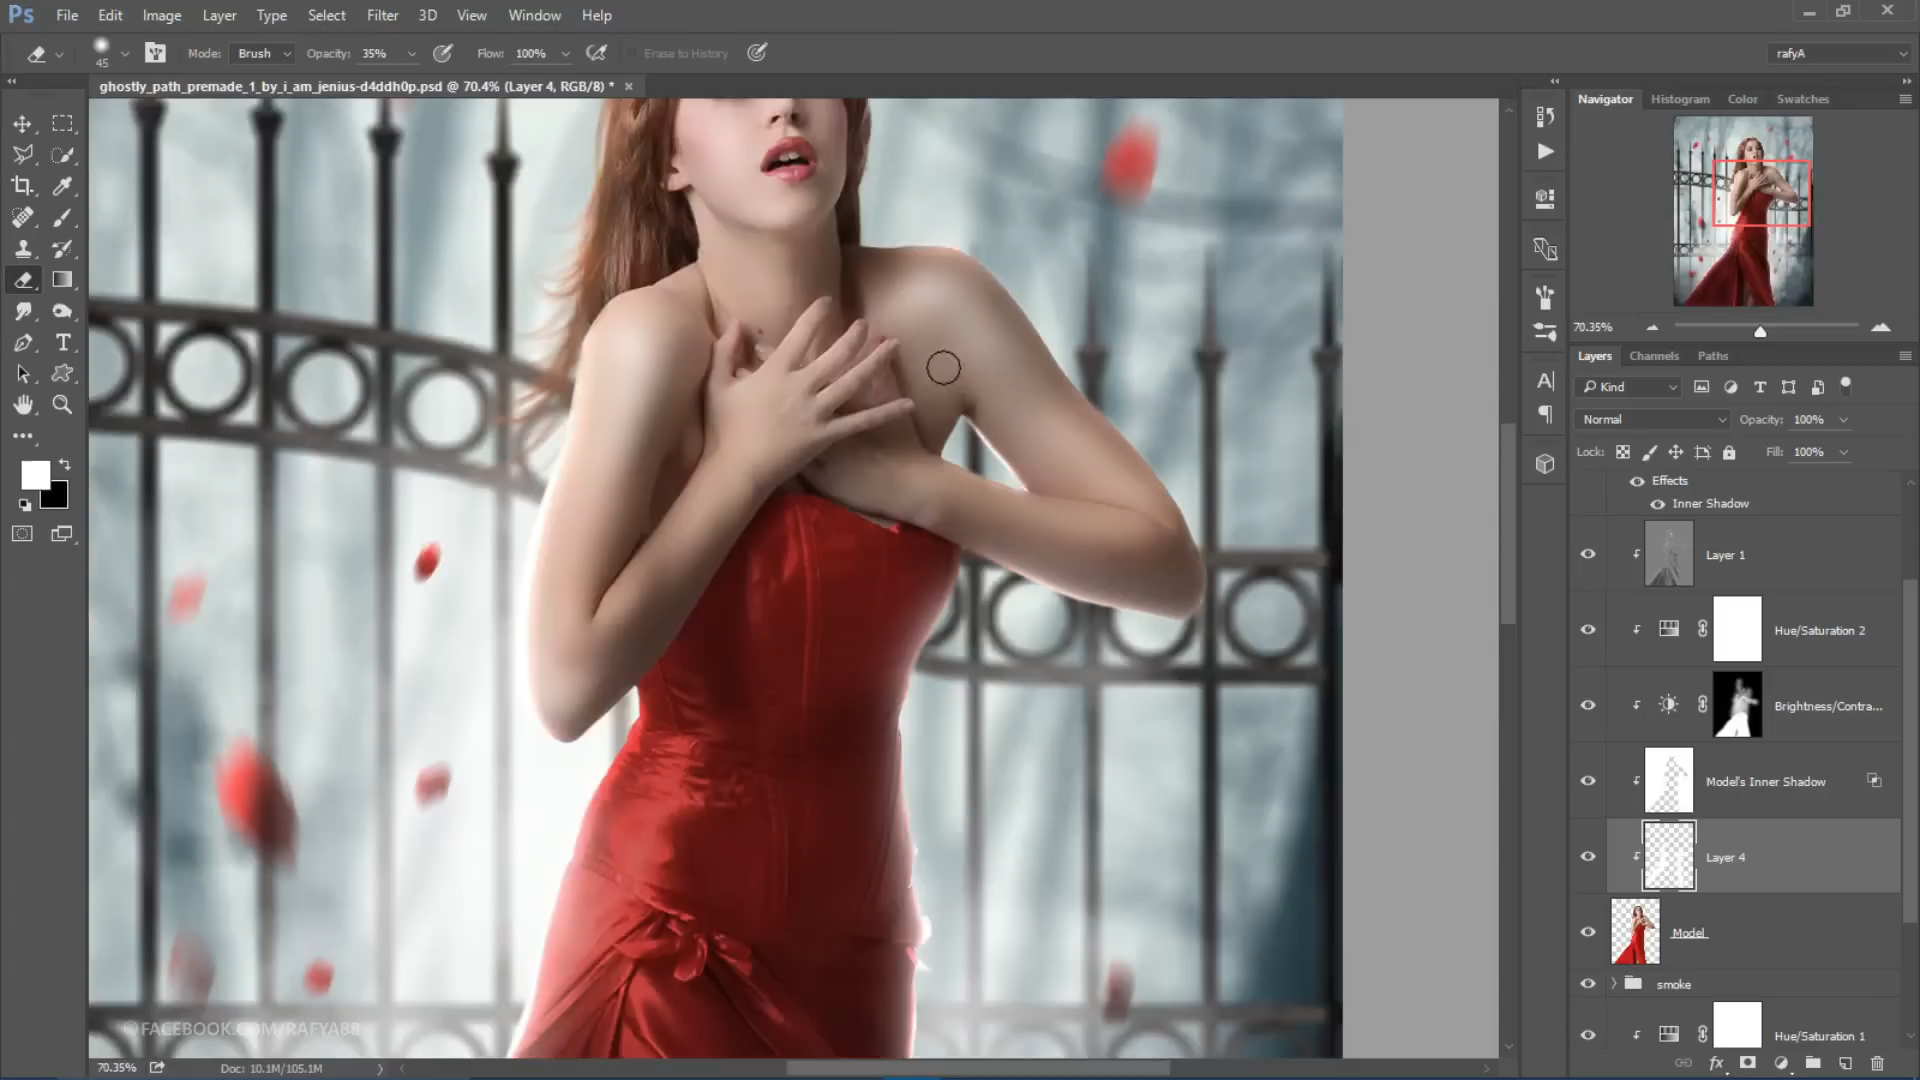 Ps File Edit Image Layer Type Select Filter 3D View Window Help
45 Mode: Brush Opacity: 35% Flow: 100% Erase to History rafyA
ghostly_path_premade_1_by_i_am_jenius-d4ddh0p.psd @ 70.4% (Layer 4, RGB/8) * ×
Navigator Histogram Color Swatches
70.35%
Layers Channels Paths
Kind
Normal Opacity: 100%
Lock: Fill: 100%
Effects
Inner Shadow
Layer 1
Hue/Saturation 2
Brightness/Contra...
Model's Inner Shadow
Layer 4
Model
smoke
Hue/Saturation 1
©FACEBOOK.COM/RAFYA88
70.35% Doc: 10.1M/105.1M